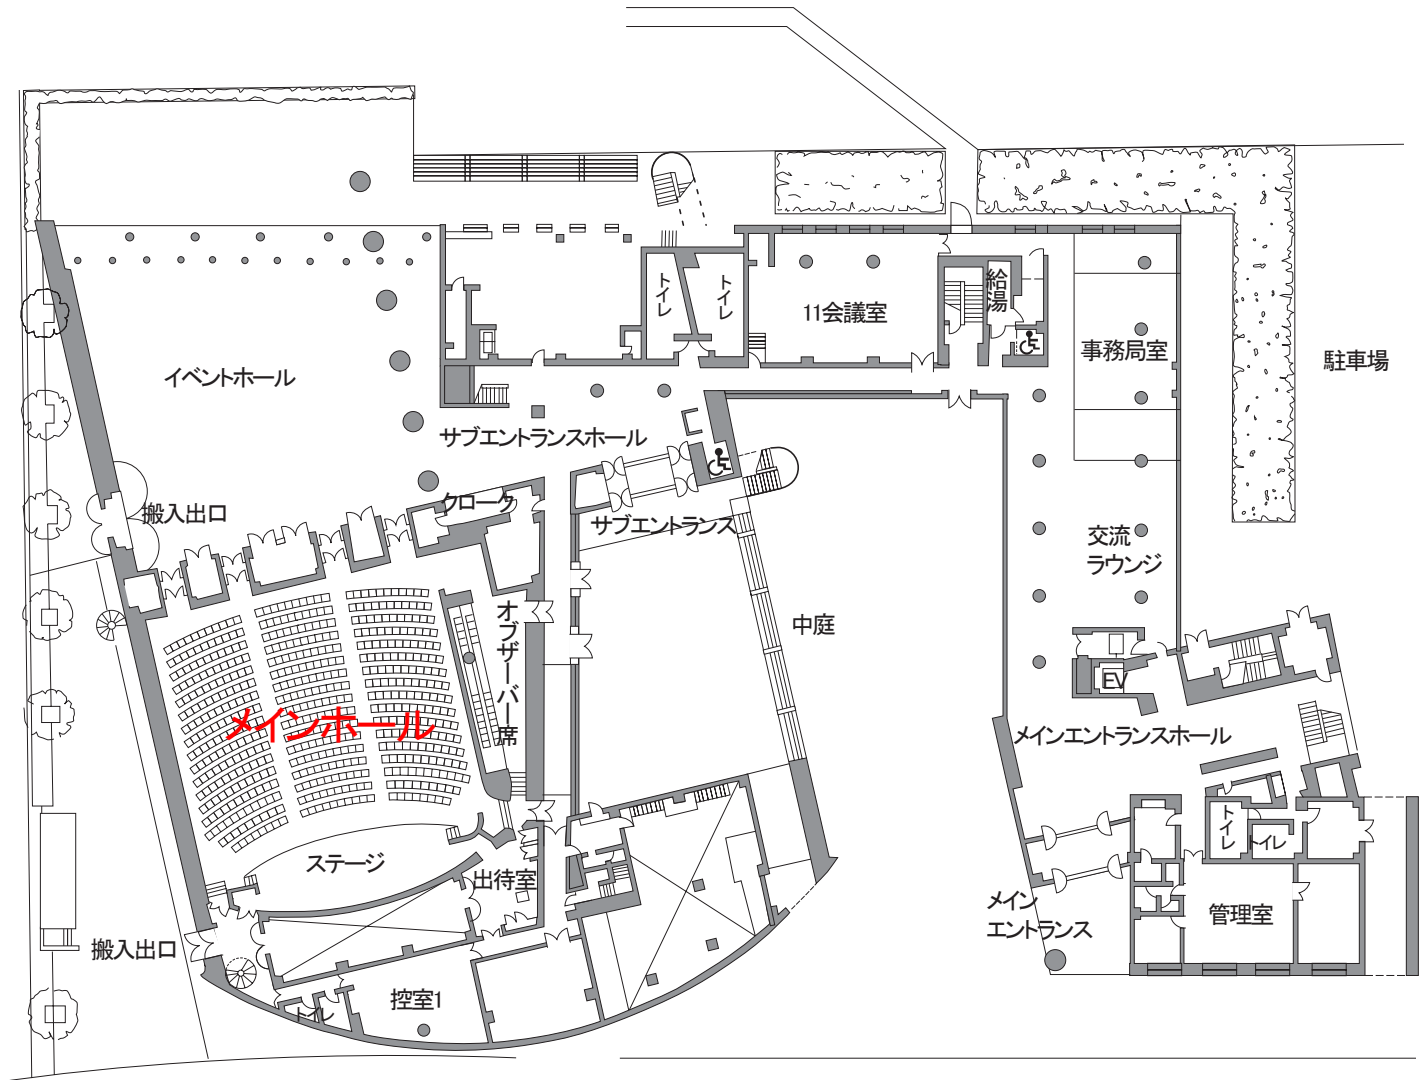 トイレ
トイレ
給湯
11会議室
事務局室
駐車場
イベントホール
サブエントランスホール
クローク
搬入出口
サブエントランス
交流
ラウンジ
オブザーバー席
中庭
EV
メインホール
メインエントランスホール
トイレ
トイレ
ステージ
出待室
メイン
エントランス
管理室
搬入出口
控室1
トイレ